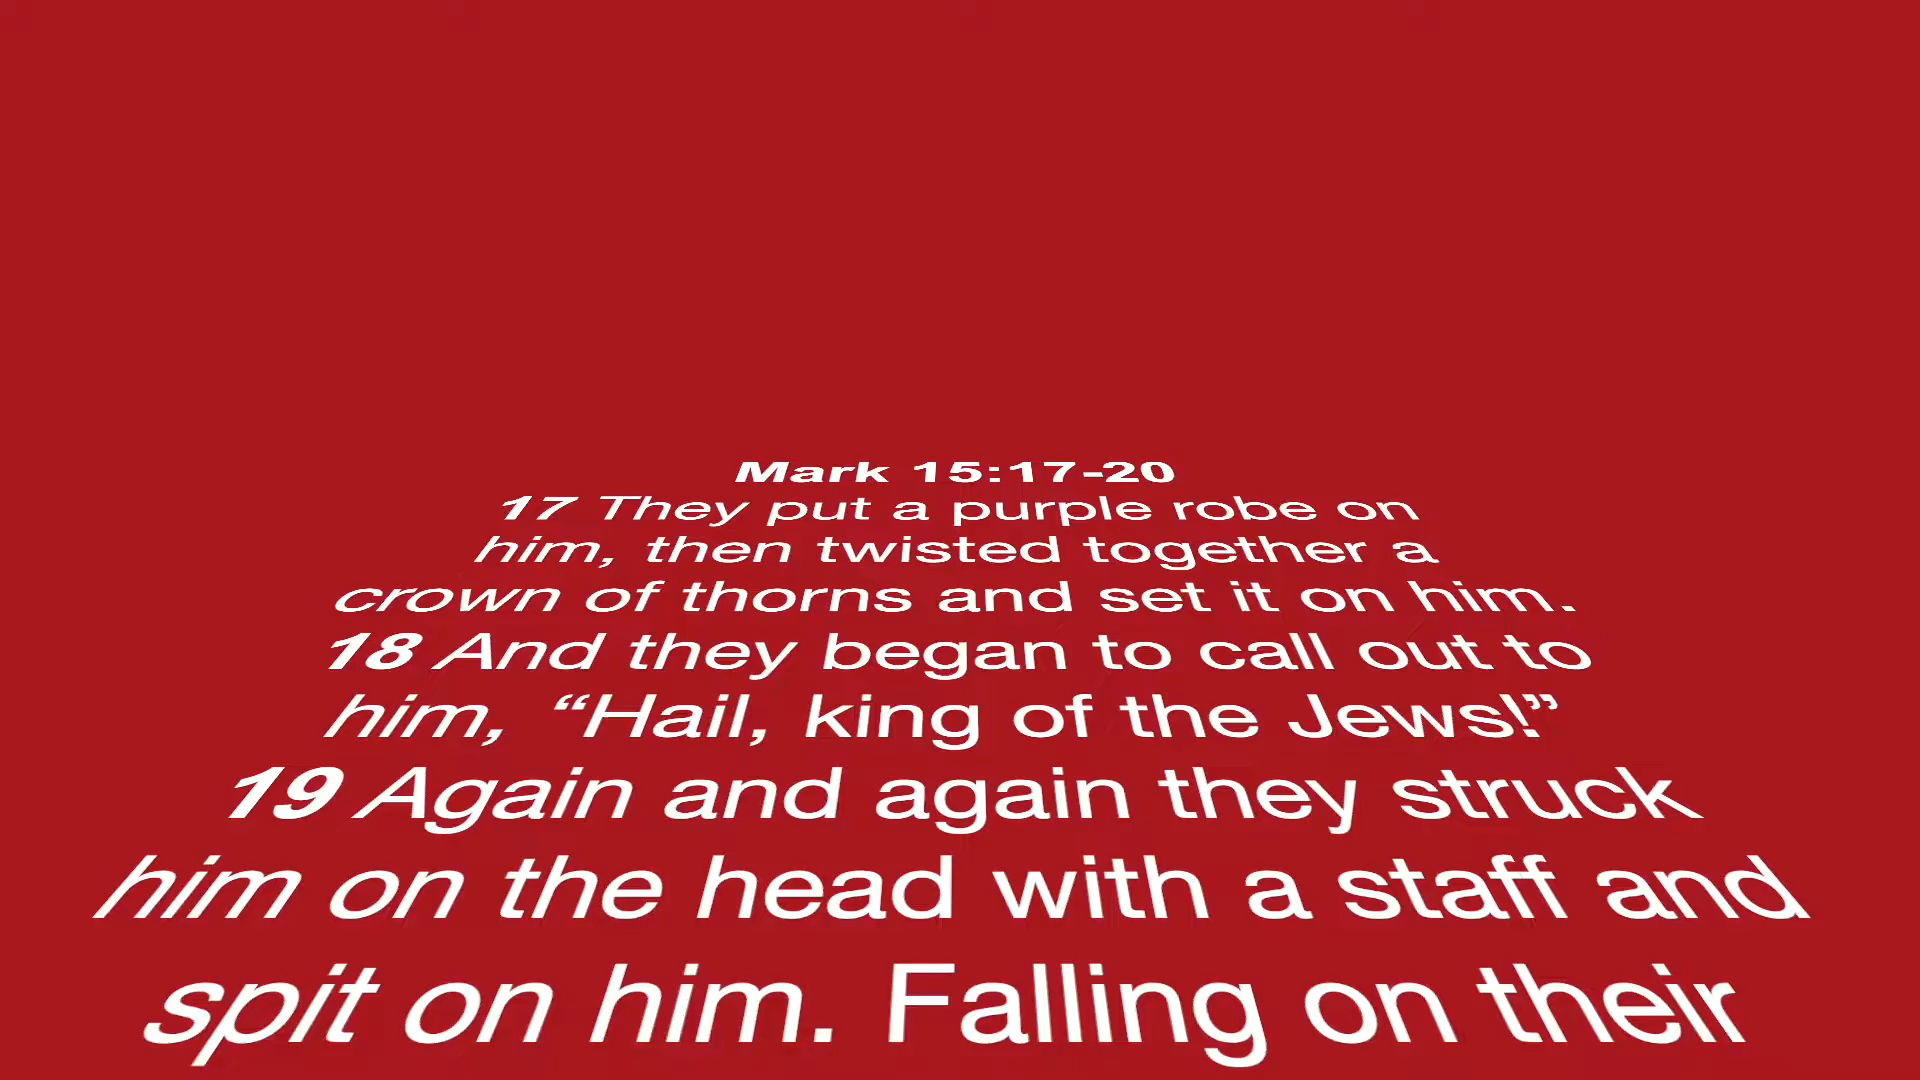 Mark 15:17-20
17 They put a purple robe on
him, then twisted together a
crown of thorns and set it on him.
18 And they began to call out to
him, “Hail, king of the Jews!”
19 Again and again they struck
him on the head with a staff and
spit on him. Falling on their